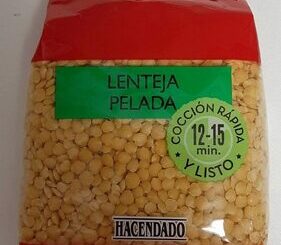 LENTEJA
PELADA
COCCIÓN RÁPIDA
12-15
min.
Y LISTO
HACENDADO